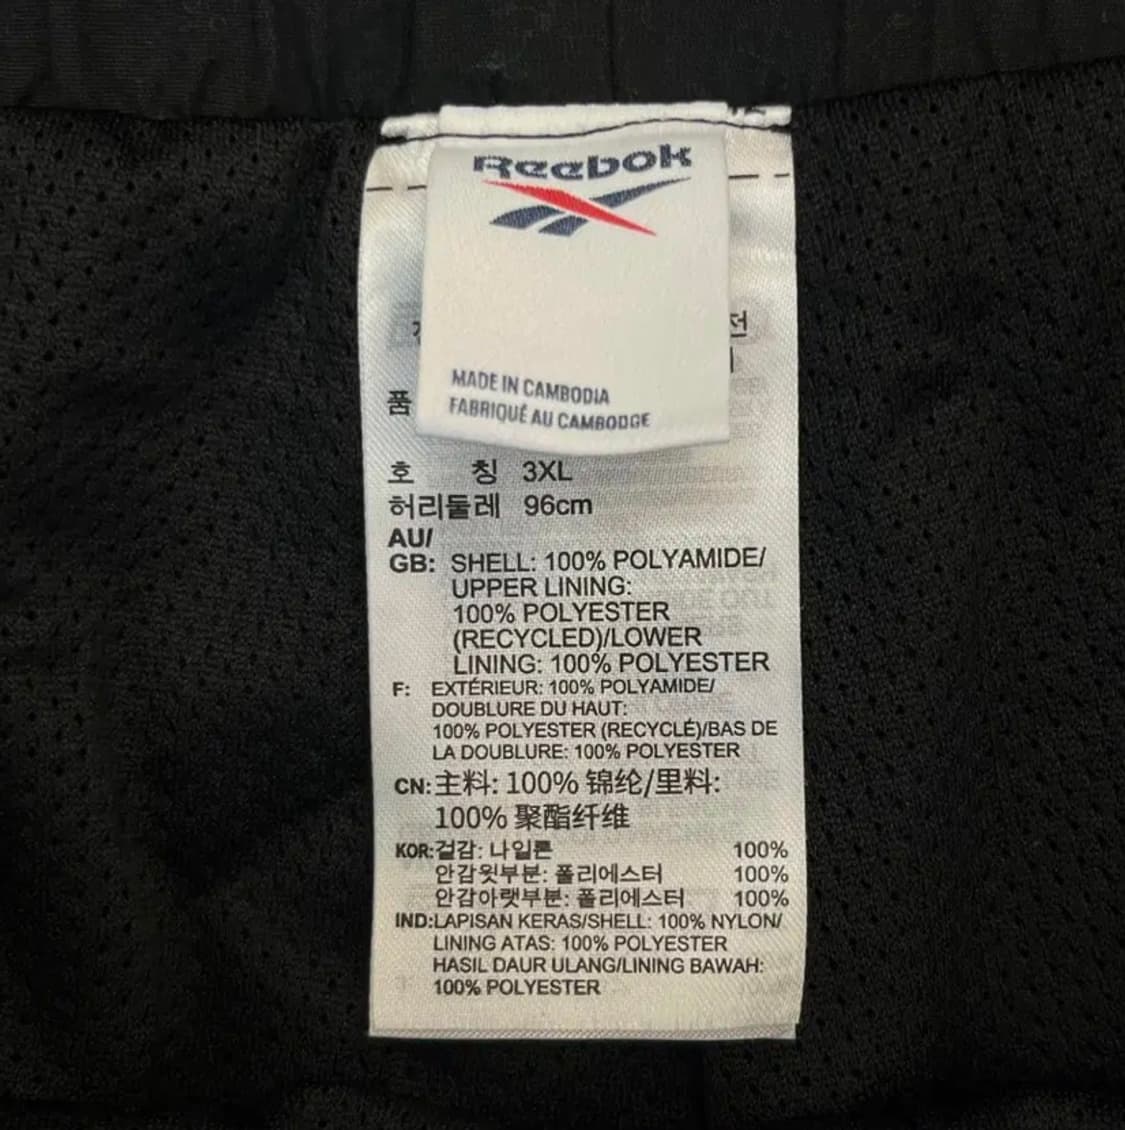 Reebok
MADE IN CAMBODIA
FABRIQUÉ AU CAMBODGE
전
품
호 칭 3XL
허리둘레 96cm
AU/
GB: SHELL: 100% POLYAMIDE/
UPPER LINING:
100% POLYESTER
(RECYCLED)/LOWER
LINING: 100% POLYESTER
F: EXTÉRIEUR: 100% POLYAMIDE/
DOUBLURE DU HAUT:
100% POLYESTER (RECYCLÉ)/BAS DE
LA DOUBLURE: 100% POLYESTER
CN: 主料: 100% 锦纶/里料:
100% 聚酯纤维
KOR: 겉감: 나일론 100%
안감윗부분: 폴리에스터 100%
안감아랫부분: 폴리에스터 100%
IND:LAPISAN KERAS/SHELL: 100% NYLON/
LINING ATAS: 100% POLYESTER
HASIL DAUR ULANG/LINING BAWAH:
100% POLYESTER